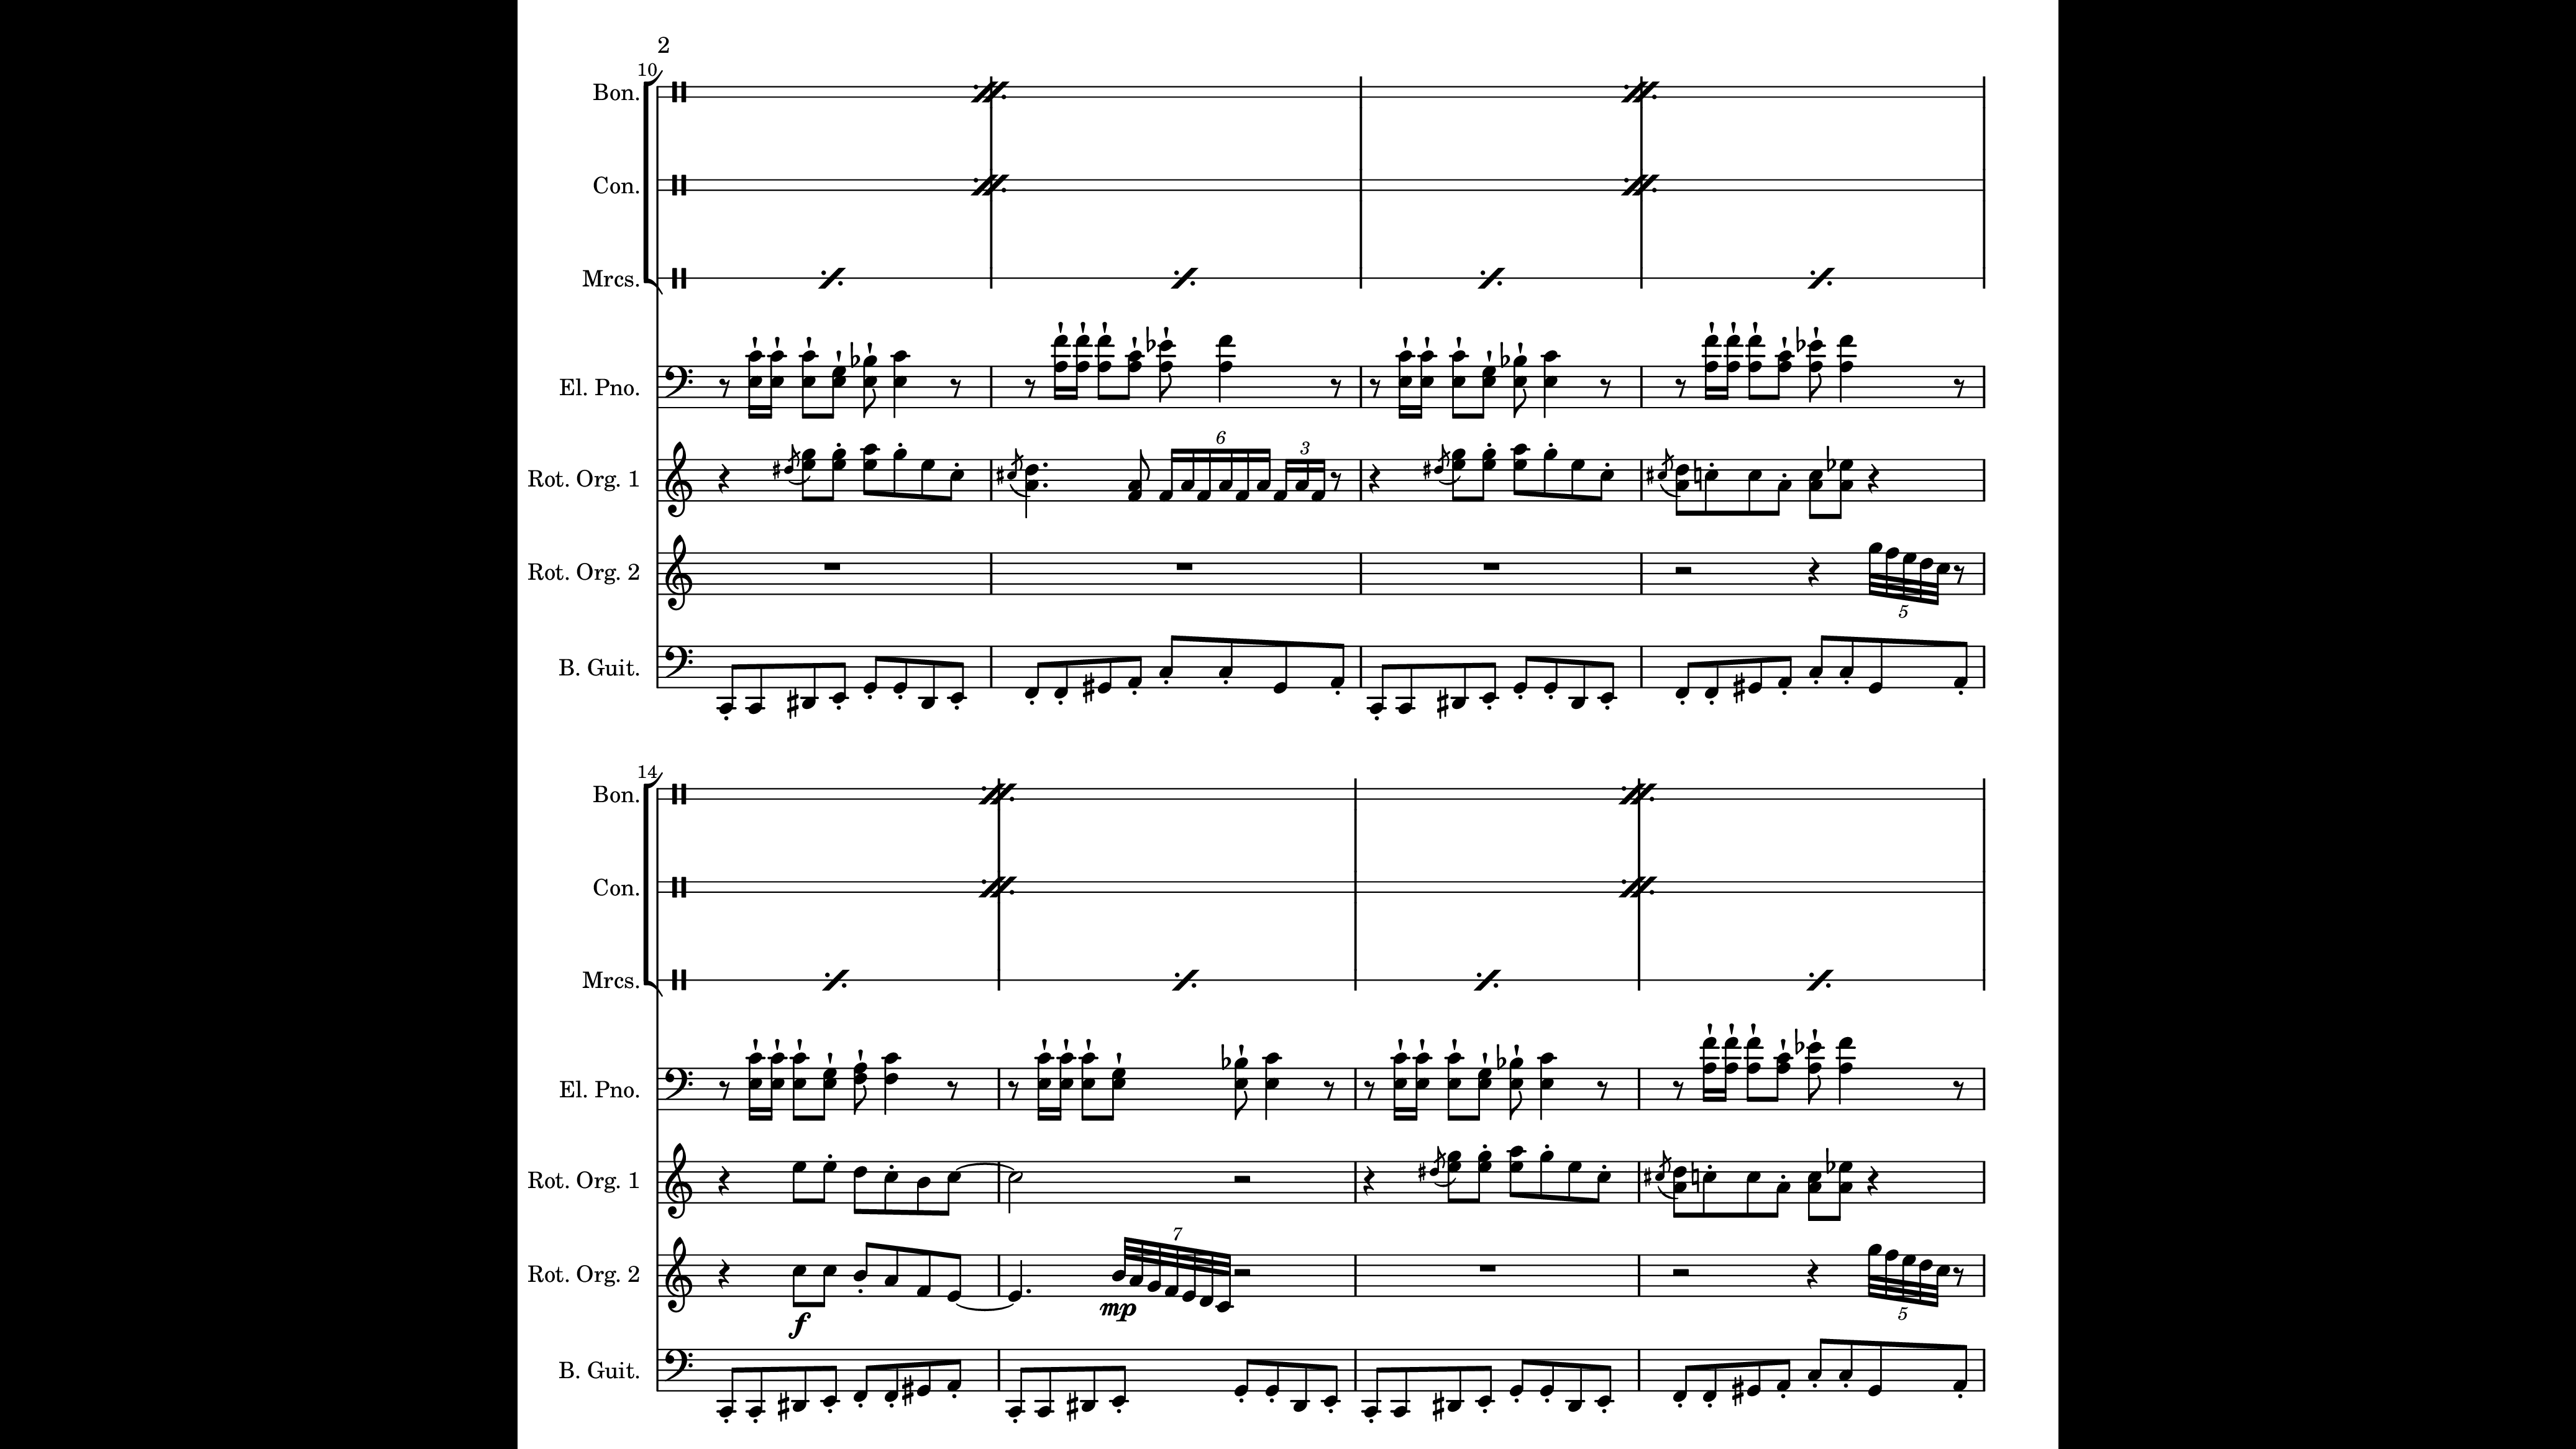 2
10
Bon.
Con.
Mrcs.
El. Pno.
Rot. Org. 1
6
3
Rot. Org. 2
5
B. Guit.
14
Bon.
Con.
Mrcs.
El. Pno.
Rot. Org. 1
Rot. Org. 2
7
f
mp
5
B. Guit.